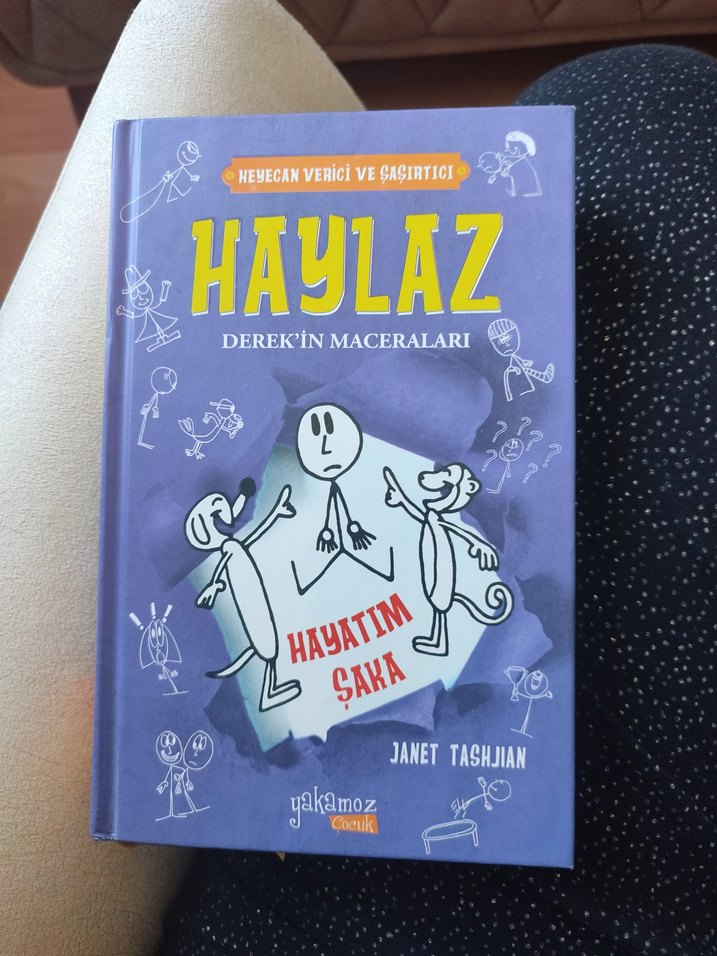 HEYECAN VERİCİ VE ŞAŞIRTICI
HAYLAZ
DEREK'İN MACERALARI
HAYATIM
ŞAKA
JANET TASHJIAN
yakamoz
Çocuk